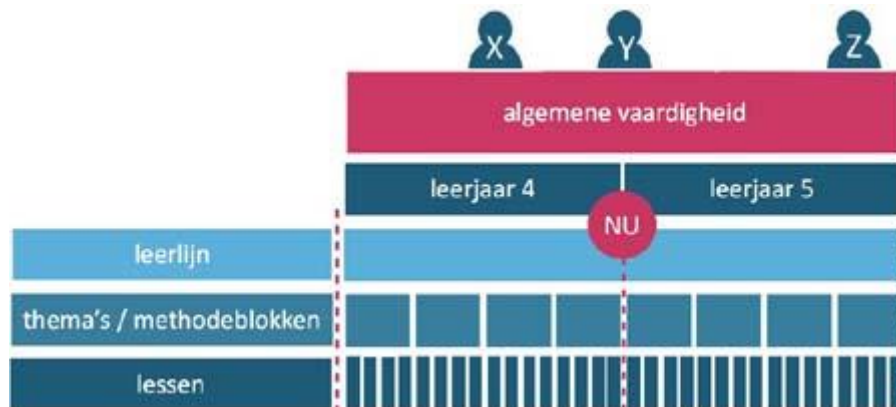 X Y Z
algemene vaardigheid
leerjaar 4 leerjaar 5
NU
leerlijn
thema's / methodeblokken
lessen